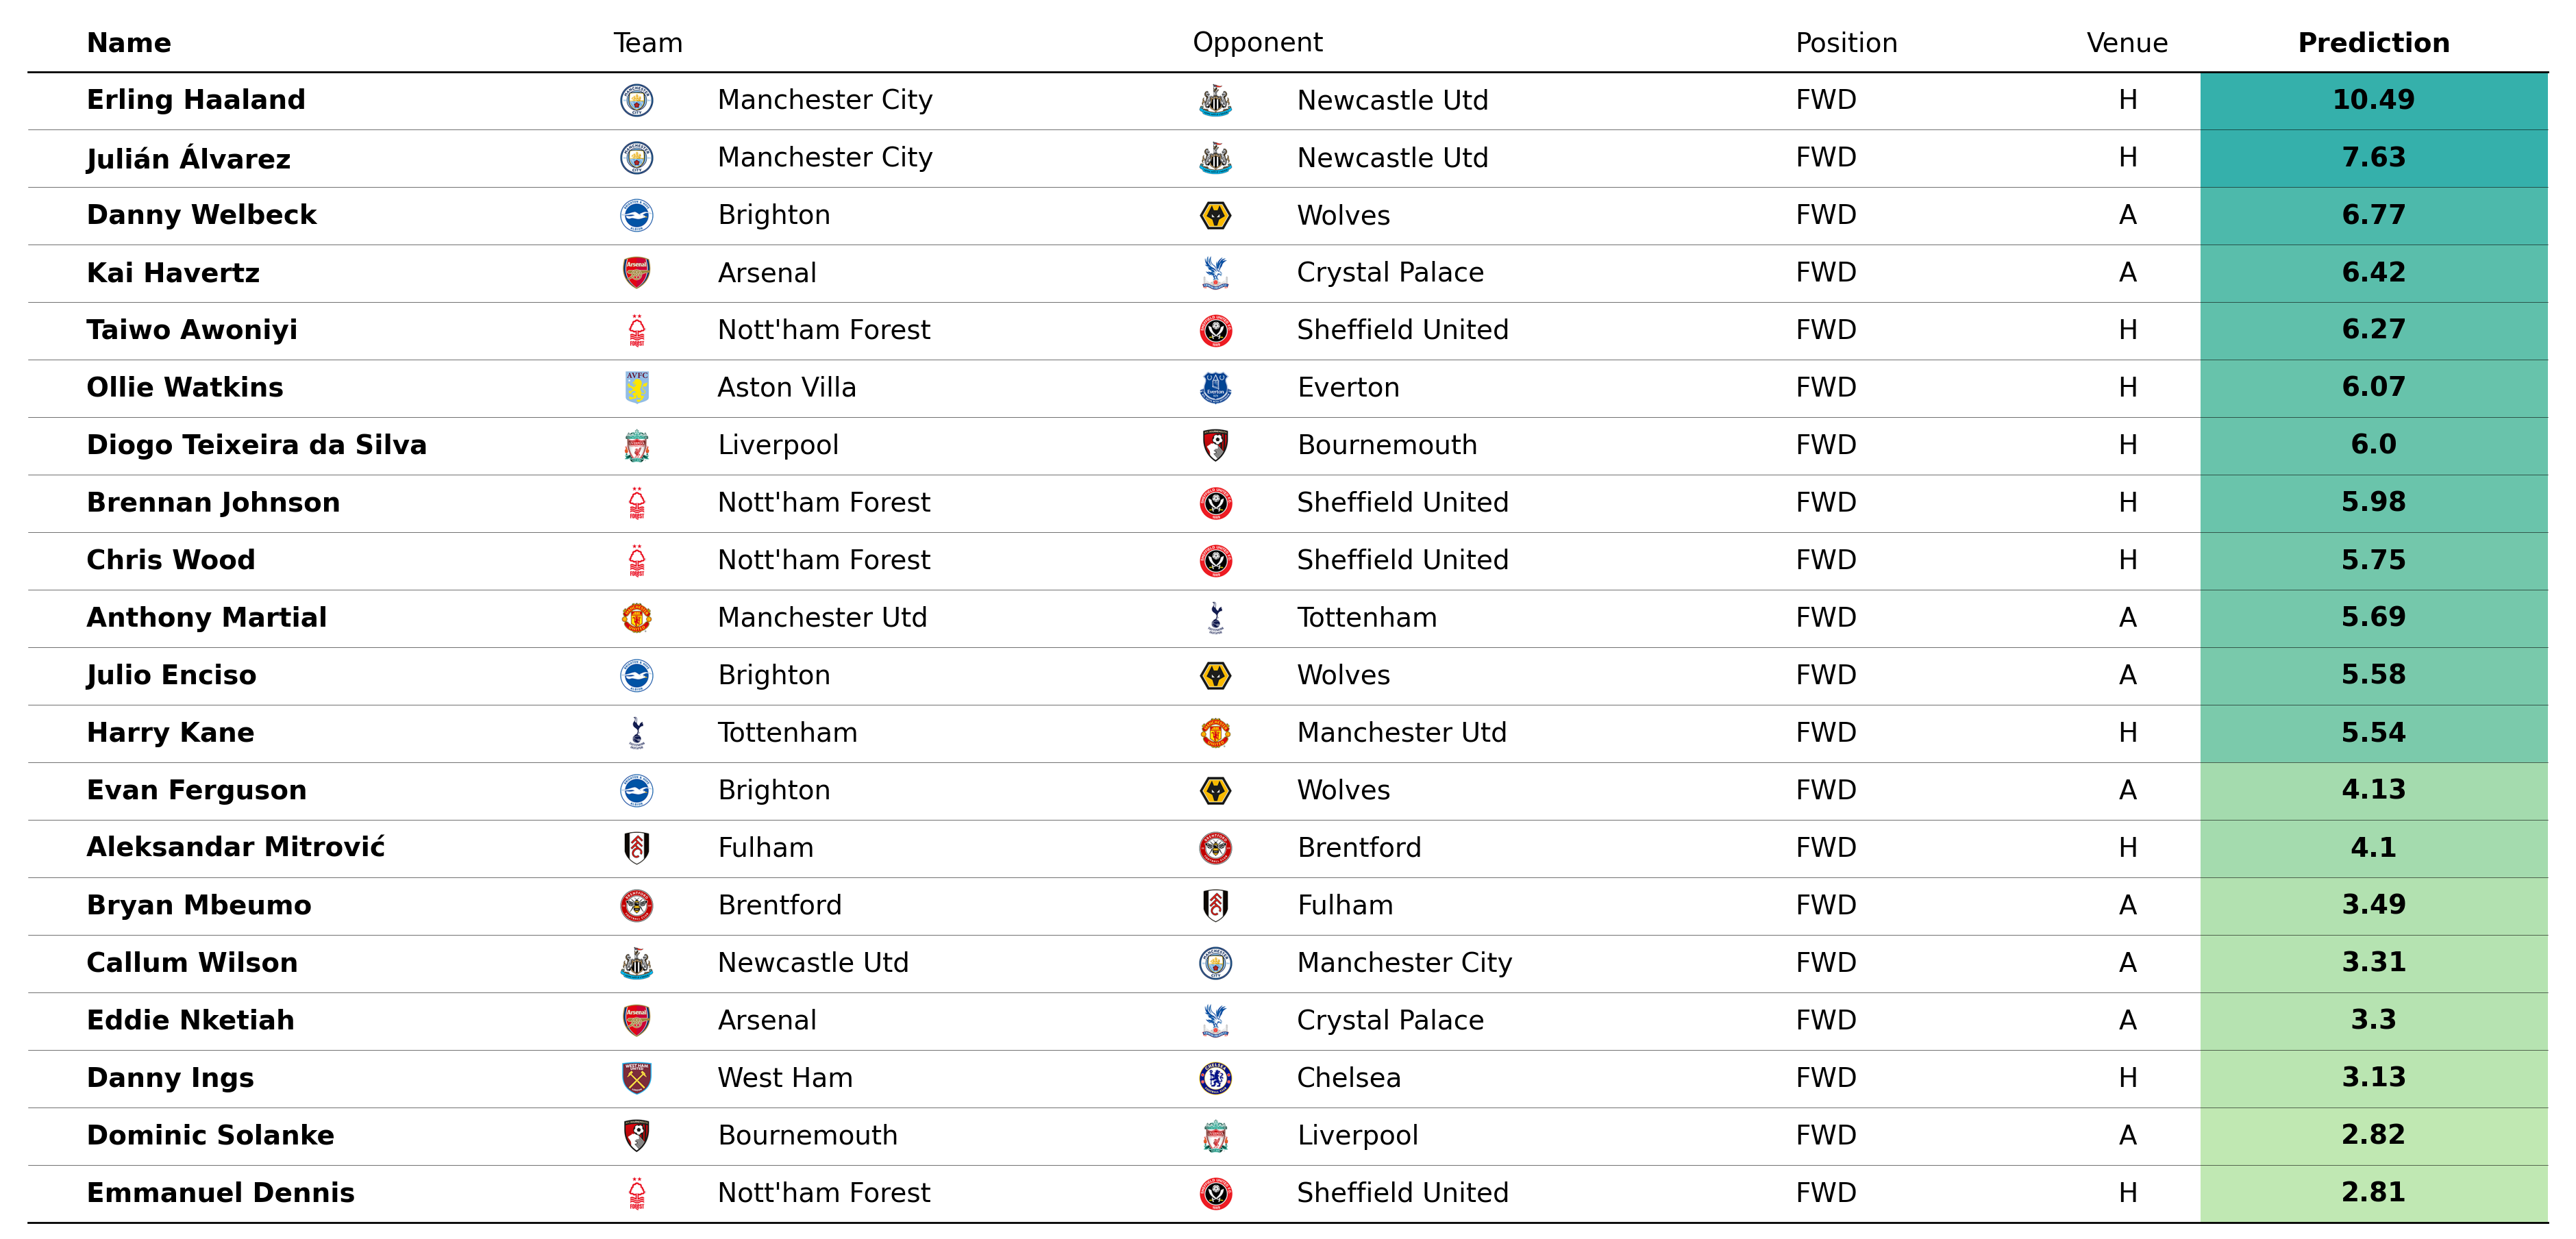 Name Team Opponent Position Venue Prediction
Erling Haaland Manchester City Newcastle Utd FWD H 10.49
Julián Álvarez Manchester City Newcastle Utd FWD H 7.63
Danny Welbeck Brighton Wolves FWD A 6.77
Kai Havertz Arsenal Crystal Palace FWD A 6.42
Taiwo Awoniyi Nott'ham Forest Sheffield United FWD H 6.27
Ollie Watkins Aston Villa Everton FWD H 6.07
Diogo Teixeira da Silva Liverpool Bournemouth FWD H 6.0
Brennan Johnson Nott'ham Forest Sheffield United FWD H 5.98
Chris Wood Nott'ham Forest Sheffield United FWD H 5.75
Anthony Martial Manchester Utd Tottenham FWD A 5.69
Julio Enciso Brighton Wolves FWD A 5.58
Harry Kane Tottenham Manchester Utd FWD H 5.54
Evan Ferguson Brighton Wolves FWD A 4.13
Aleksandar Mitrović Fulham Brentford FWD H 4.1
Bryan Mbeumo Brentford Fulham FWD A 3.49
Callum Wilson Newcastle Utd Manchester City FWD A 3.31
Eddie Nketiah Arsenal Crystal Palace FWD A 3.3
Danny Ings West Ham Chelsea FWD H 3.13
Dominic Solanke Bournemouth Liverpool FWD A 2.82
Emmanuel Dennis Nott'ham Forest Sheffield United FWD H 2.81